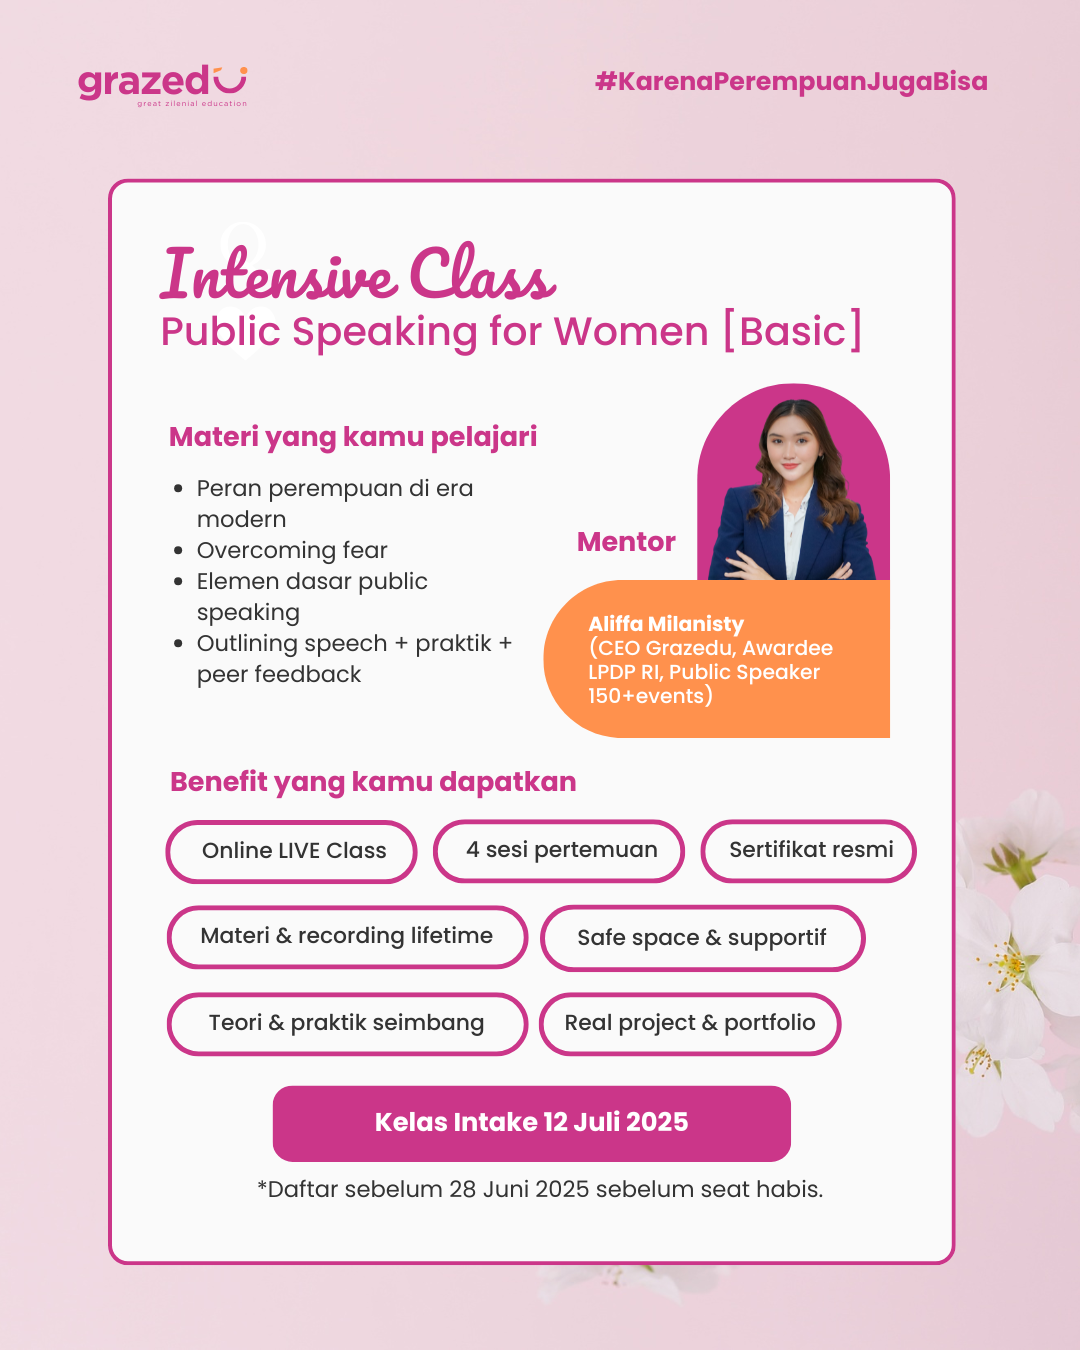 grazedu
great zilenial education
#KarenaPerempuanJugaBisa
Intensive Class
Public Speaking for Women [Basic]
Materi yang kamu pelajari
• Peran perempuan di era
modern
• Overcoming fear
• Elemen dasar public
speaking
• Outlining speech + praktik +
peer feedback
Mentor
Aliffa Milanisty
(CEO Grazedu, Awardee
LPDP RI, Public Speaker
150+events)
Benefit yang kamu dapatkan
Online LIVE Class
4 sesi pertemuan
Sertifikat resmi
Materi & recording lifetime
Safe space & supportif
Teori & praktik seimbang
Real project & portfolio
Kelas Intake 12 Juli 2025
*Daftar sebelum 28 Juni 2025 sebelum seat habis.